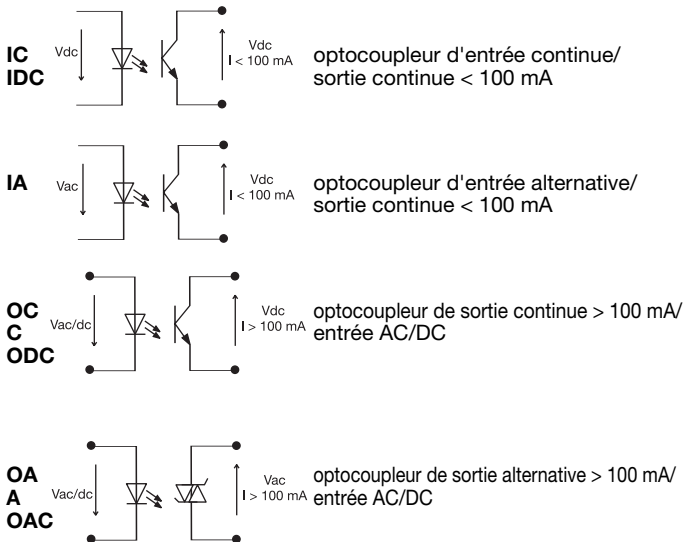 IC
IDC
Vdc
Vdc
I < 100 mA
optocoupleur d'entrée continue/
sortie continue < 100 mA
IA
Vac
Vdc
I < 100 mA
optocoupleur d'entrée alternative/
sortie continue < 100 mA
OC
C
ODC
Vac/dc
Vdc
I > 100 mA
optocoupleur de sortie continue > 100 mA/
entrée AC/DC
OA
A
OAC
Vac/dc
Vac
I > 100 mA
optocoupleur de sortie alternative > 100 mA/
entrée AC/DC